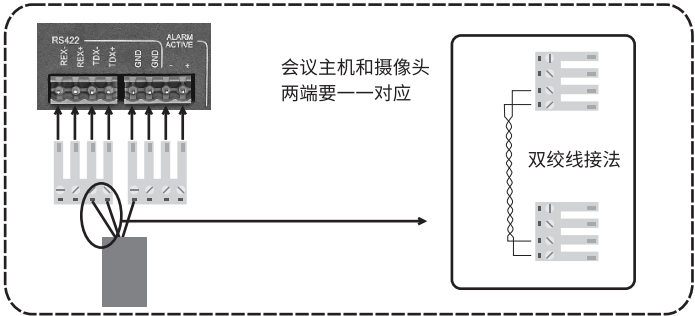 RS422
ALARM
ACTIVE
REX-
REX+
TDX-
TDX+
GND
GND
-
+
会议主机和摄像头
两端要一一对应
双绞线接法